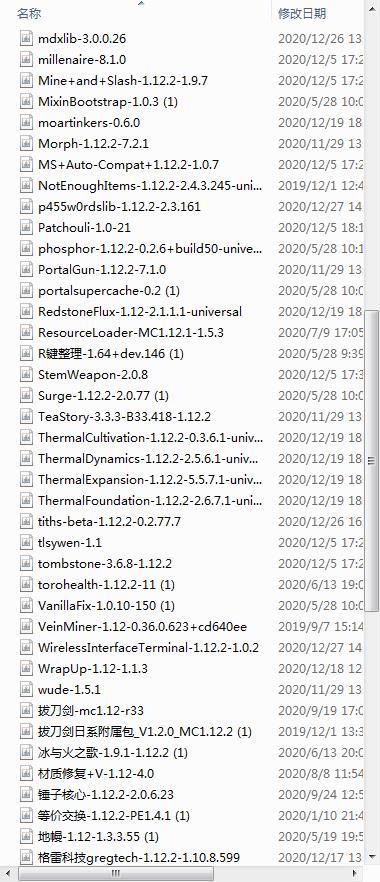 名称 修改日期
mdxlib-3.0.0.26 2020/12/26 13
millenaire-8.1.0 2020/12/5 17:2
Mine+and+Slash-1.12.2-1.9.7 2020/12/5 17:2
MixinBootstrap-1.0.3 (1) 2020/5/28 10:0
moartinkers-0.6.0 2020/12/19 18
Morph-1.12.2-7.2.1 2020/11/29 13
MS+Auto-Compat+1.12.2-1.0.7 2020/12/5 17:2
NotEnoughItems-1.12.2-2.4.3.245-uni... 2019/12/1 12:4
p455w0rdslib-1.12.2-2.3.161 2020/12/27 14
Patchouli-1.0-21 2020/12/5 18:1
phosphor-1.12.2-0.2.6+build50-unive... 2020/5/28 10:1
PortalGun-1.12.2-7.1.0 2020/11/29 13
portalsupercache-0.2 (1) 2020/5/28 10:0
RedstoneFlux-1.12-2.1.1.1-universal 2020/12/19 18
ResourceLoader-MC1.12.1-1.5.3 2020/7/9 17:05
R键整理-1.64+dev.146 (1) 2020/5/28 9:39
StemWeapon-2.0.8 2020/12/5 17:3
Surge-1.12.2-2.0.77 (1) 2020/5/28 10:0
TeaStory-3.3.3-B33.418-1.12.2 2020/11/29 13
ThermalCultivation-1.12.2-0.3.6.1-univ... 2020/12/19 18
ThermalDynamics-1.12.2-2.5.6.1-univ... 2020/12/19 18
ThermalExpansion-1.12.2-5.5.7.1-univ... 2020/12/19 18
ThermalFoundation-1.12.2-2.6.7.1-uni... 2020/12/19 18
tiths-beta-1.12.2-0.2.77.7 2020/12/26 16
tlsywen-1.1 2020/12/5 17:2
tombstone-3.6.8-1.12.2 2020/12/5 17:2
torohealth-1.12.2-11 (1) 2020/6/13 19:0
VanillaFix-1.0.10-150 (1) 2020/5/28 10:0
VeinMiner-1.12-0.36.0.623+cd640ee 2019/9/7 15:14
WirelessInterfaceTerminal-1.12.2-1.0.2 2020/12/27 14
WrapUp-1.12-1.1.3 2020/12/18 12
wude-1.5.1 2020/11/29 13
拔刀剑-mc1.12-r33 2020/9/19 17:0
拔刀剑日系附属包_V1.2.0_MC1.12.2 (1) 2019/12/1 13:3
冰与火之歌-1.9.1-1.12.2 (1) 2020/6/13 20:0
材质修复+V-1.12-4.0 2020/8/8 11:54
锤子核心-1.12.2-2.0.6.23 2020/9/24 12:5
等价交换-1.12.2-PE1.4.1 (1) 2020/1/10 21:4
地幔-1.12-1.3.3.55 (1) 2020/5/19 19:5
格雷科技gregtech-1.12.2-1.10.8.599 2020/12/17 13